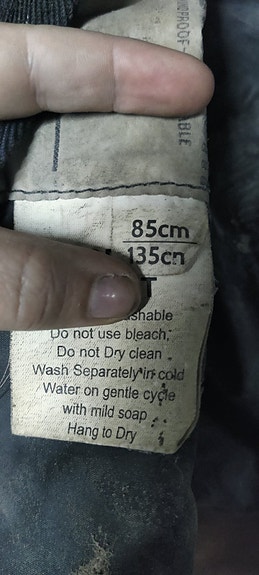 85cm
135cm
Do not use bleach.
Do not Dry clean
Wash Separately in cold
Water on gentle cycle
with mild soap
Hang to Dry